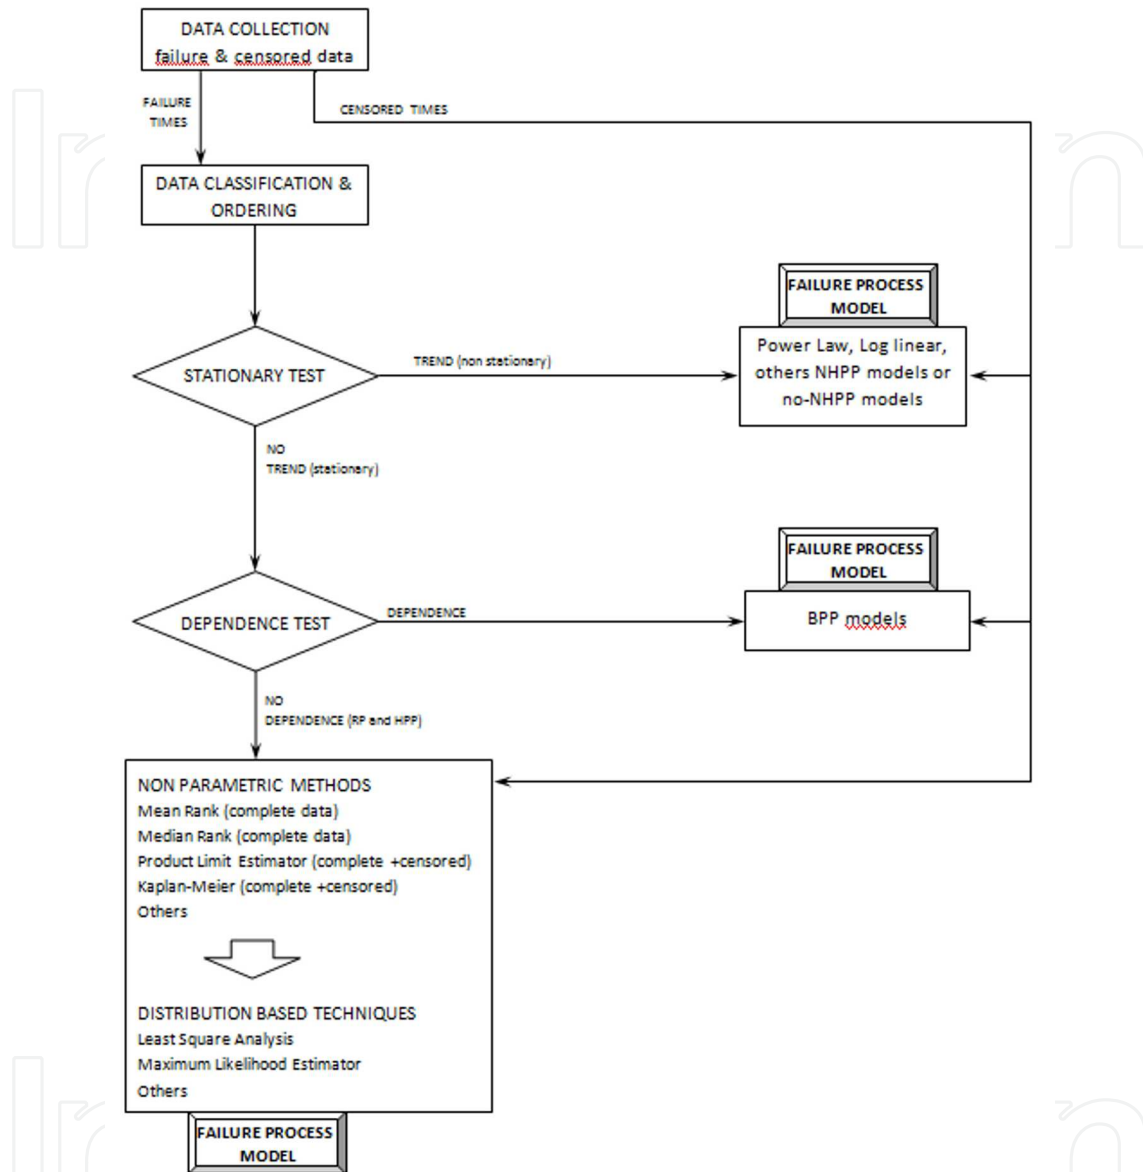 DATA COLLECTION
failure & censored data
FAILURE
TIMES
CENSORED TIMES
DATA CLASSIFICATION &
ORDERING
FAILURE PROCESS
MODEL
STATIONARY TEST
TREND (non stationary)
Power Law, Log linear,
others NHPP models or
no-NHPP models
NO
TREND (stationary)
FAILURE PROCESS
MODEL
DEPENDENCE TEST
DEPENDENCE
BPP models
NO
DEPENDENCE (RP and HPP)
NON PARAMETRIC METHODS
Mean Rank (complete data)
Median Rank (complete data)
Product Limit Estimator (complete +censored)
Kaplan-Meier (complete +censored)
Others
DISTRIBUTION BASED TECHNIQUES
Least Square Analysis
Maximum Likelihood Estimator
Others
FAILURE PROCESS
MODEL